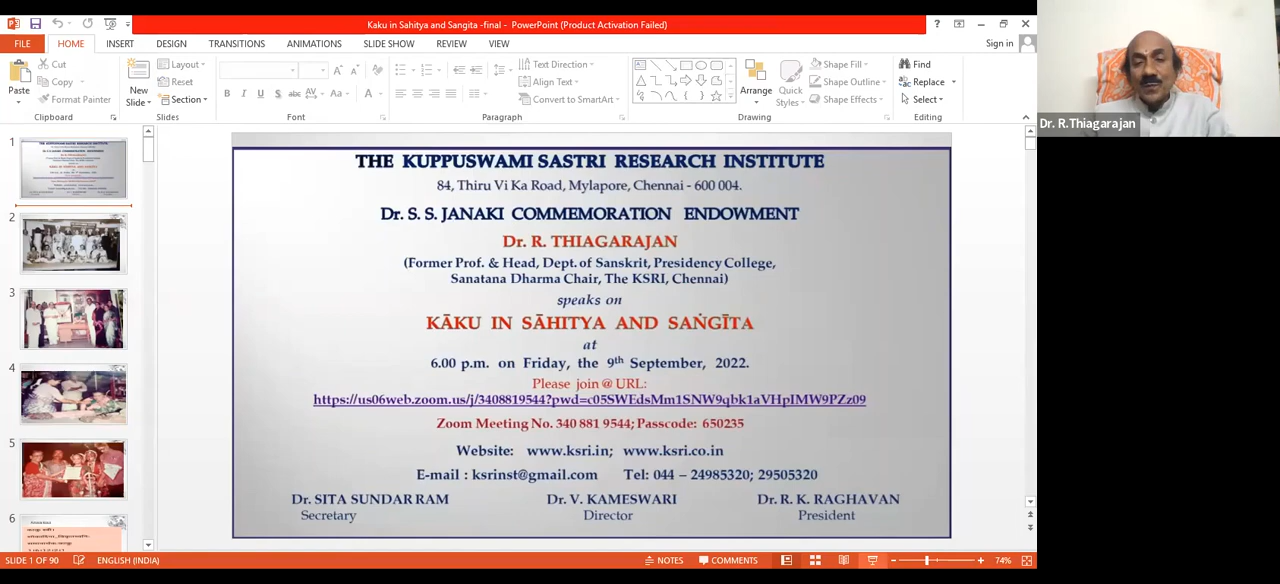 Kaku in Sahitya and Sangita -final - PowerPoint (Product Activation Failed)
FILE HOME INSERT DESIGN TRANSITIONS ANIMATIONS SLIDE SHOW REVIEW VIEW
Sign in
Paste
Cut
Copy
Format Painter
Clipboard
New Slide
Layout
Reset
Section
Slides
Font
Text Direction
Align Text
Convert to SmartArt
Paragraph
Arrange
Quick Styles
Shape Fill
Shape Outline
Shape Effects
Drawing
Find
Replace
Select
Editing
Dr. R.Thiagarajan
1
2
3
4
5
6
THE KUPPUSWAMI SASTRI RESEARCH INSTITUTE
84, Thiru Vi Ka Road, Mylapore, Chennai - 600 004.
Dr. S. S. JANAKI COMMEMORATION ENDOWMENT
Dr. R. THIAGARAJAN
(Former Prof. & Head, Dept. of Sanskrit, Presidency College,
Sanatana Dharma Chair, The KSRI, Chennai)
speaks on
KĀKU IN SĀHITYA AND SAṄGĪTA
at
6.00 p.m. on Friday, the 9th September, 2022.
Please join @ URL:
https://us06web.zoom.us/j/3408819544?pwd=c05SWEdsMm1SNW9qbk1aVHpIMW9PZz09
Zoom Meeting No. 340 881 9544; Passcode: 650235
Website: www.ksri.in; www.ksri.co.in
E-mail : ksrinst@gmail.com Tel: 044 – 24985320; 29505320
Dr. SITA SUNDAR RAM Dr. V. KAMESWARI Dr. R. K. RAGHAVAN
Secretary Director President
SLIDE 1 OF 90 ENGLISH (INDIA) NOTES COMMENTS 74%